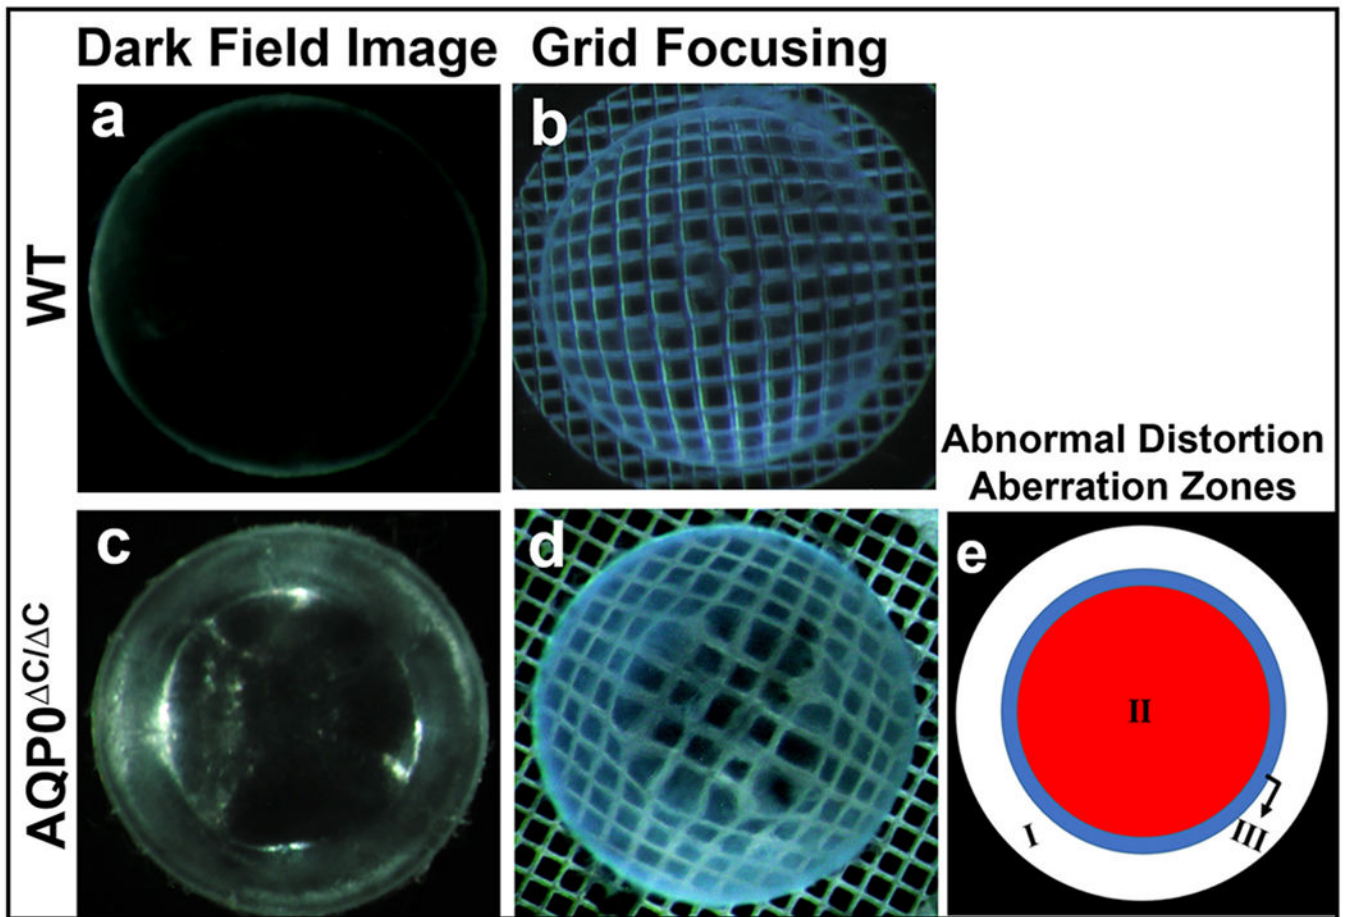 Dark Field Image
Grid Focusing
a
b
WT
Abnormal Distortion
Aberration Zones
c
d
e
AQP0ΔC/ΔC
II
I
III